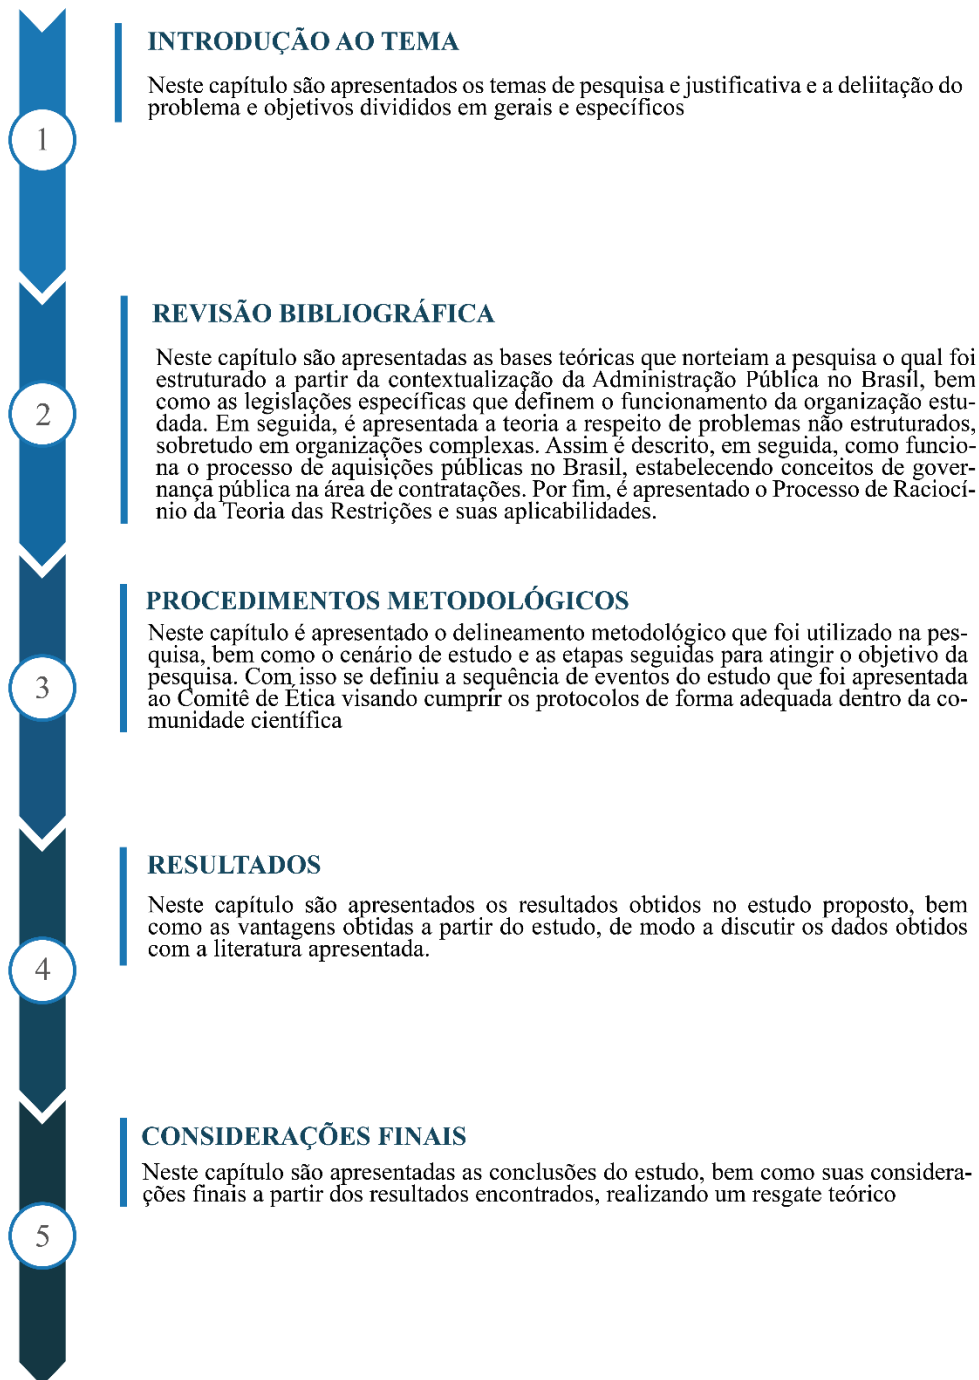 INTRODUÇÃO AO TEMA
Neste capítulo são apresentados os temas de pesquisa e justificativa e a deliitação do
problema e objetivos divididos em gerais e específicos
1
REVISÃO BIBLIOGRÁFICA
Neste capítulo são apresentadas as bases teóricas que norteiam a pesquisa o qual foi
estruturado a partir da contextualização da Administração Pública no Brasil, bem
como as legislações específicas que definem o funcionamento da organização estu-
dada. Em seguida, é apresentada a teoria a respeito de problemas não estruturados,
sobretudo em organizações complexas. Assim é descrito, em seguida, como funcio-
na o processo de aquisições públicas no Brasil, estabelecendo conceitos de gover-
nança pública na área de contratações. Por fim, é apresentado o Processo de Raciocí-
nio da Teoria das Restrições e suas aplicabilidades.
2
PROCEDIMENTOS METODOLÓGICOS
Neste capítulo é apresentado o delineamento metodológico que foi utilizado na pes-
quisa, bem como o cenário de estudo e as etapas seguidas para atingir o objetivo da
pesquisa. Com isso se definiu a sequência de eventos do estudo que foi apresentada
ao Comitê de Ética visando cumprir os protocolos de forma adequada dentro da co-
munidade científica
3
RESULTADOS
Neste capítulo são apresentados os resultados obtidos no estudo proposto, bem
como as vantagens obtidas a partir do estudo, de modo a discutir os dados obtidos
com a literatura apresentada.
4
CONSIDERAÇÕES FINAIS
Neste capítulo são apresentadas as conclusões do estudo, bem como suas considera-
ções finais a partir dos resultados encontrados, realizando um resgate teórico
5